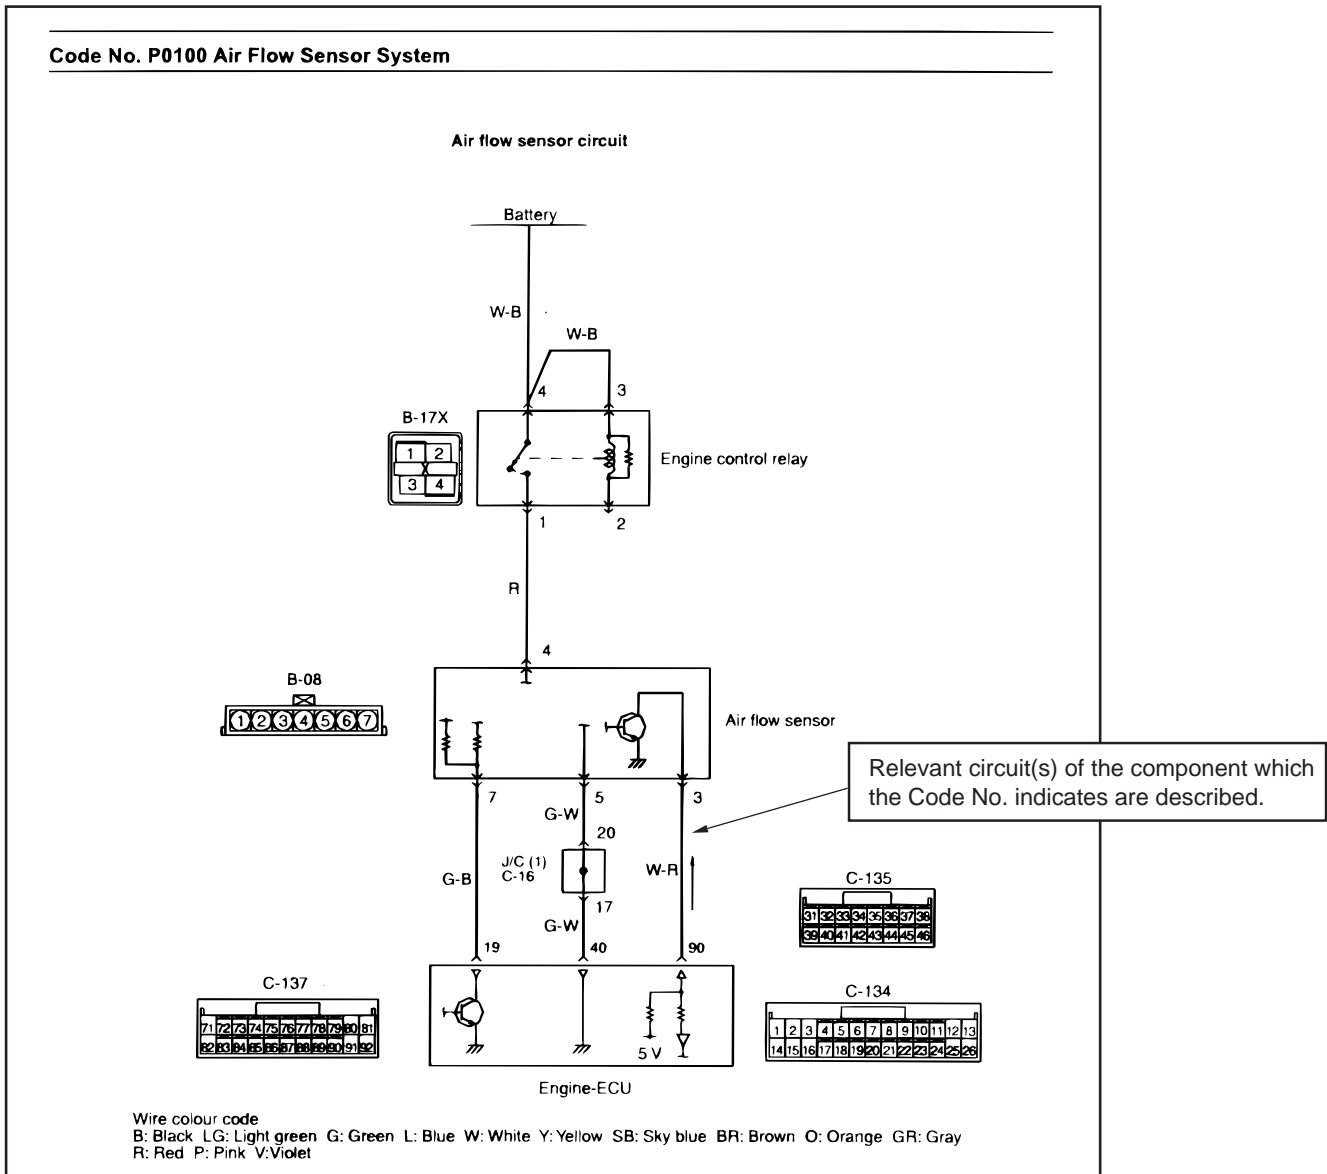 Code No. P0100 Air Flow Sensor System
Air flow sensor circuit
Battery
W-B
W-B
4
3
B-17X
1 2
3 4
Engine control relay
1
2
R
4
B-08
1 2 3 4 5 6 7
Air flow sensor
Relevant circuit(s) of the component which
the Code No. indicates are described.
7
5
3
G-W
20
J/C (1)
C-16
G-B
W-R
17
G-W
C-135
31 32 33 34 35 36 37 38
39 40 41 42 43 44 45 46
19
40
90
C-137
71 72 73 74 75 76 77 78 79 80 81
82 83 84 85 86 87 88 89 90 91 92
C-134
1 2 3 4 5 6 7 8 9 10 11 12 13
14 15 16 17 18 19 20 21 22 23 24 25 26
5 V
Engine-ECU
Wire colour code
B: Black LG: Light green G: Green L: Blue W: White Y: Yellow SB: Sky blue BR: Brown O: Orange GR: Gray
R: Red P: Pink V:Violet